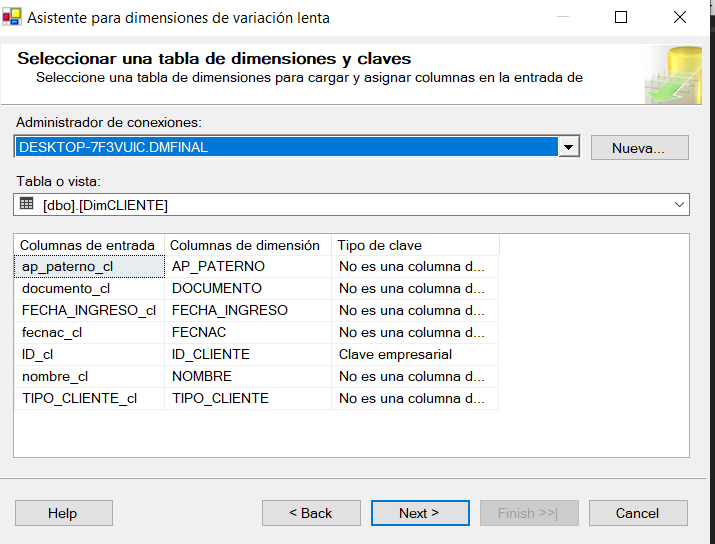 Asistente para dimensiones de variación lenta
Seleccionar una tabla de dimensiones y claves
Seleccione una tabla de dimensiones para cargar y asignar columnas en la entrada de
Administrador de conexiones:
DESKTOP-7F3VUIC.DMFINAL
Nueva...
Tabla o vista:
[dbo].[DimCLIENTE]
Columnas de entrada Columnas de dimensión Tipo de clave
ap_paterno_cl AP_PATERNO No es una columna d...
documento_cl DOCUMENTO No es una columna d...
FECHA_INGRESO_cl FECHA_INGRESO No es una columna d...
fecnac_cl FECNAC No es una columna d...
ID_cl ID_CLIENTE Clave empresarial
nombre_cl NOMBRE No es una columna d...
TIPO_CLIENTE_cl TIPO_CLIENTE No es una columna d...
Help < Back Next > Finish >>| Cancel